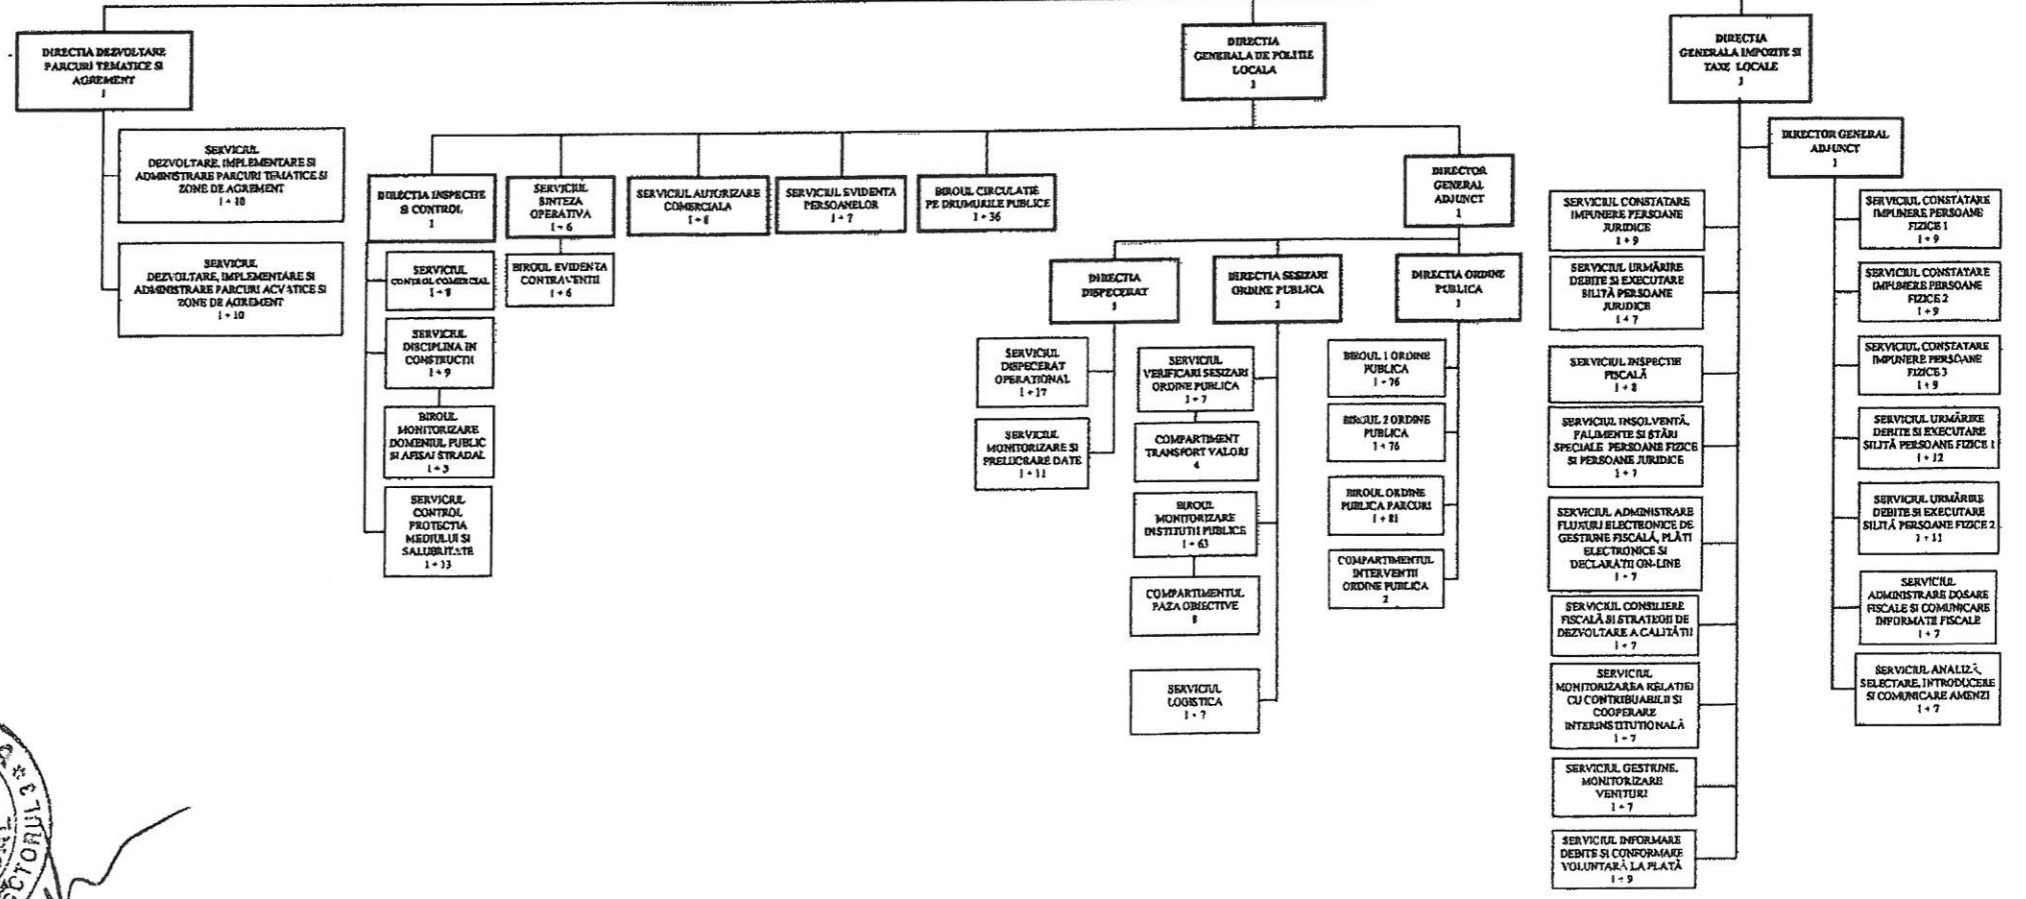 DIRECTIA DEZVOLTARE
PARCURI TEMATICE SI
AGREMENT
1
SERVICIUL
DEZVOLTARE, IMPLEMENTARE SI
ADMINISTRARE PARCURI TEMATICE SI
ZONE DE AGREMENT
1 + 10
SERVICIUL
DEZVOLTARE, IMPLEMENTARE SI
ADMINISTRARE PARCURI ACVATICE SI
ZONE DE AGREMENT
1 + 10
DIRECTIA
GENERALA DE POLITIE
LOCALA
1
DIRECTIA INSPECTIE
SI CONTROL
1
SERVICIUL
CONTROL COMERCIAL
1 + 8
SERVICIUL
DISCIPLINA IN
CONSTRUCTII
1 + 9
BIROUL
MONITORIZARE
DOMENIUL PUBLIC
SI AFISAJ STRADAL
SERVICIUL
CONTROL
PROTECTIA
MEDIULUI SI
SALUBRITATE
1 + 13
SERVICIUL
SINTEZA
OPERATIVA
1 + 6
BIROUL EVIDENTA
CONTRAVENTII
1 + 6
SERVICIUL AUTORIZARE
COMERCIALA
SERVICIUL EVIDENTA
PERSOANELOR
1 + 7
BIROUL CIRCULATIE
PE DRUMURILE PUBLICE
1 + 36
DIRECTOR
GENERAL
ADJUNCT
1
DIRECTIA
DISPECERAT
1
SERVICIUL
DISPECERAT
OPERATIONAL
1 + 17
SERVICIUL
MONITORIZARE SI
PRELUCRARE DATE
1 + 11
DIRECTIA SESIZARI
ORDINE PUBLICA
1
SERVICIUL
VERIFICARI SESIZARI
ORDINE PUBLICA
1 + 7
COMPARTIMENT
TRANSPORT VALORI
4
BIROUL
MONITORIZARE
INSTITUTII PUBLICE
1 + 63
COMPARTIMENTUL
PAZA OBIECTIVE
8
SERVICIUL
LOGISTICA
1 + 7
DIRECTIA ORDINE
PUBLICA
1
BIROUL 1 ORDINE
PUBLICA
1 + 76
BIROUL 2 ORDINE
PUBLICA
1 + 76
BIROUL ORDINE
PUBLICA PARCURI
1 + 81
COMPARTIMENTUL
INTERVENTII
ORDINE PUBLICA
2
DIRECTIA
GENERALA IMPOZITE SI
TAXE LOCALE
1
SERVICIUL CONSTATARE
IMPUNERE PERSOANE
JURIDICE
1 + 9
SERVICIUL URMĂRIRE
DEBITE SI EXECUTARE
SILITĂ PERSOANE
JURIDICE
1 + 7
SERVICIUL INSPECTIE
FISCALĂ
1 + 8
SERVICIUL INSOLVENTĂ,
FALIMENTE SI STĂRI
SPECIALE PERSOANE FIZICE
SI PERSOANE JURIDICE
1 + 7
SERVICIUL ADMINISTRARE
FLUXURI ELECTRONICE DE
GESTIUNE FISCALĂ, PLĂTI
ELECTRONICE SI
DECLARATII ON-LINE
1 + 7
SERVICIUL CONSILIERE
FISCALĂ SI STRATEGII DE
DEZVOLTARE A CALITĂTII
1 + 7
SERVICIUL
MONITORIZAREA RELATIEI
CU CONTRIBUABILII SI
COOPERARE
INTERINSTITUTIONALĂ
1 + 7
SERVICIUL GESTIUNE,
MONITORIZARE
VENITURI
1 + 7
SERVICIUL INFORMARE
DEBITE SI CONFORMARE
VOLUNTARĂ LA PLATĂ
1 + 9
DIRECTOR GENERAL
ADJUNCT
1
SERVICIUL CONSTATARE
IMPUNERE PERSOANE
FIZICE 1
1 + 9
SERVICIUL CONSTATARE
IMPUNERE PERSOANE
FIZICE 2
1 + 9
SERVICIUL CONSTATARE
IMPUNERE PERSOANE
FIZICE 3
1 + 9
SERVICIUL URMĂRIRE
DEBITE SI EXECUTARE
SILITĂ PERSOANE FIZICE 1
1 + 12
SERVICIUL URMĂRIRE
DEBITE SI EXECUTARE
SILITĂ PERSOANE FIZICE 2
1 + 11
SERVICIUL
ADMINISTRARE DOSARE
FISCALE SI COMUNICARE
INFORMATII FISCALE
1 + 7
SERVICIUL ANALIZĂ,
SELECTARE, INTRODUCERE
SI COMUNICARE AMENZI
1 + 7